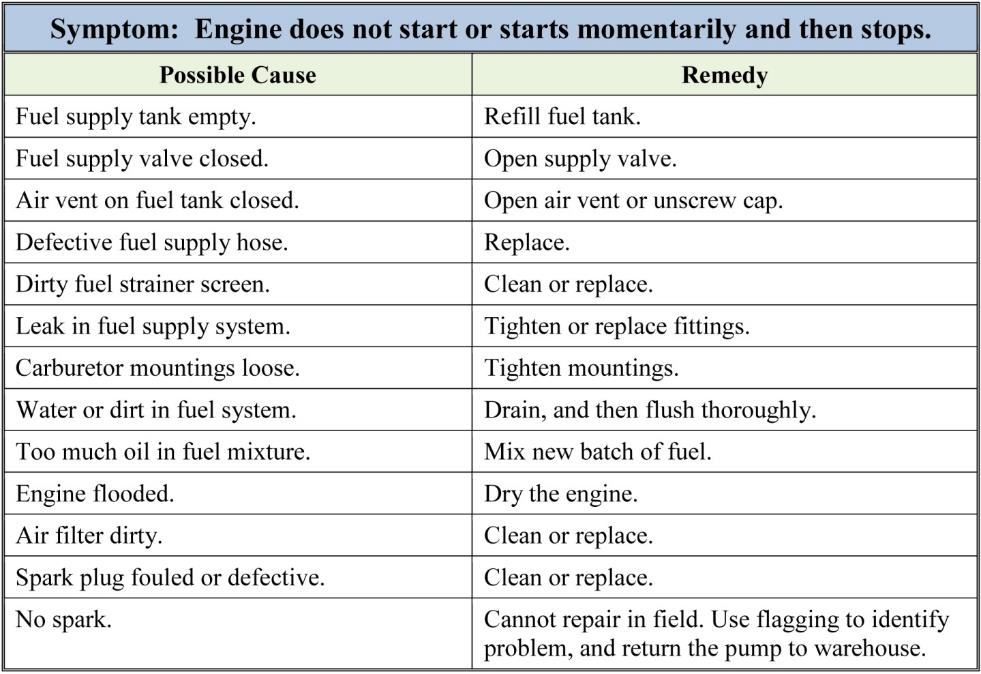 Symptom: Engine does not start or starts momentarily and then stops.
Possible Cause Remedy
Fuel supply tank empty. Refill fuel tank.
Fuel supply valve closed. Open supply valve.
Air vent on fuel tank closed. Open air vent or unscrew cap.
Defective fuel supply hose. Replace.
Dirty fuel strainer screen. Clean or replace.
Leak in fuel supply system. Tighten or replace fittings.
Carburetor mountings loose. Tighten mountings.
Water or dirt in fuel system. Drain, and then flush thoroughly.
Too much oil in fuel mixture. Mix new batch of fuel.
Engine flooded. Dry the engine.
Air filter dirty. Clean or replace.
Spark plug fouled or defective. Clean or replace.
No spark. Cannot repair in field. Use flagging to identify
problem, and return the pump to warehouse.